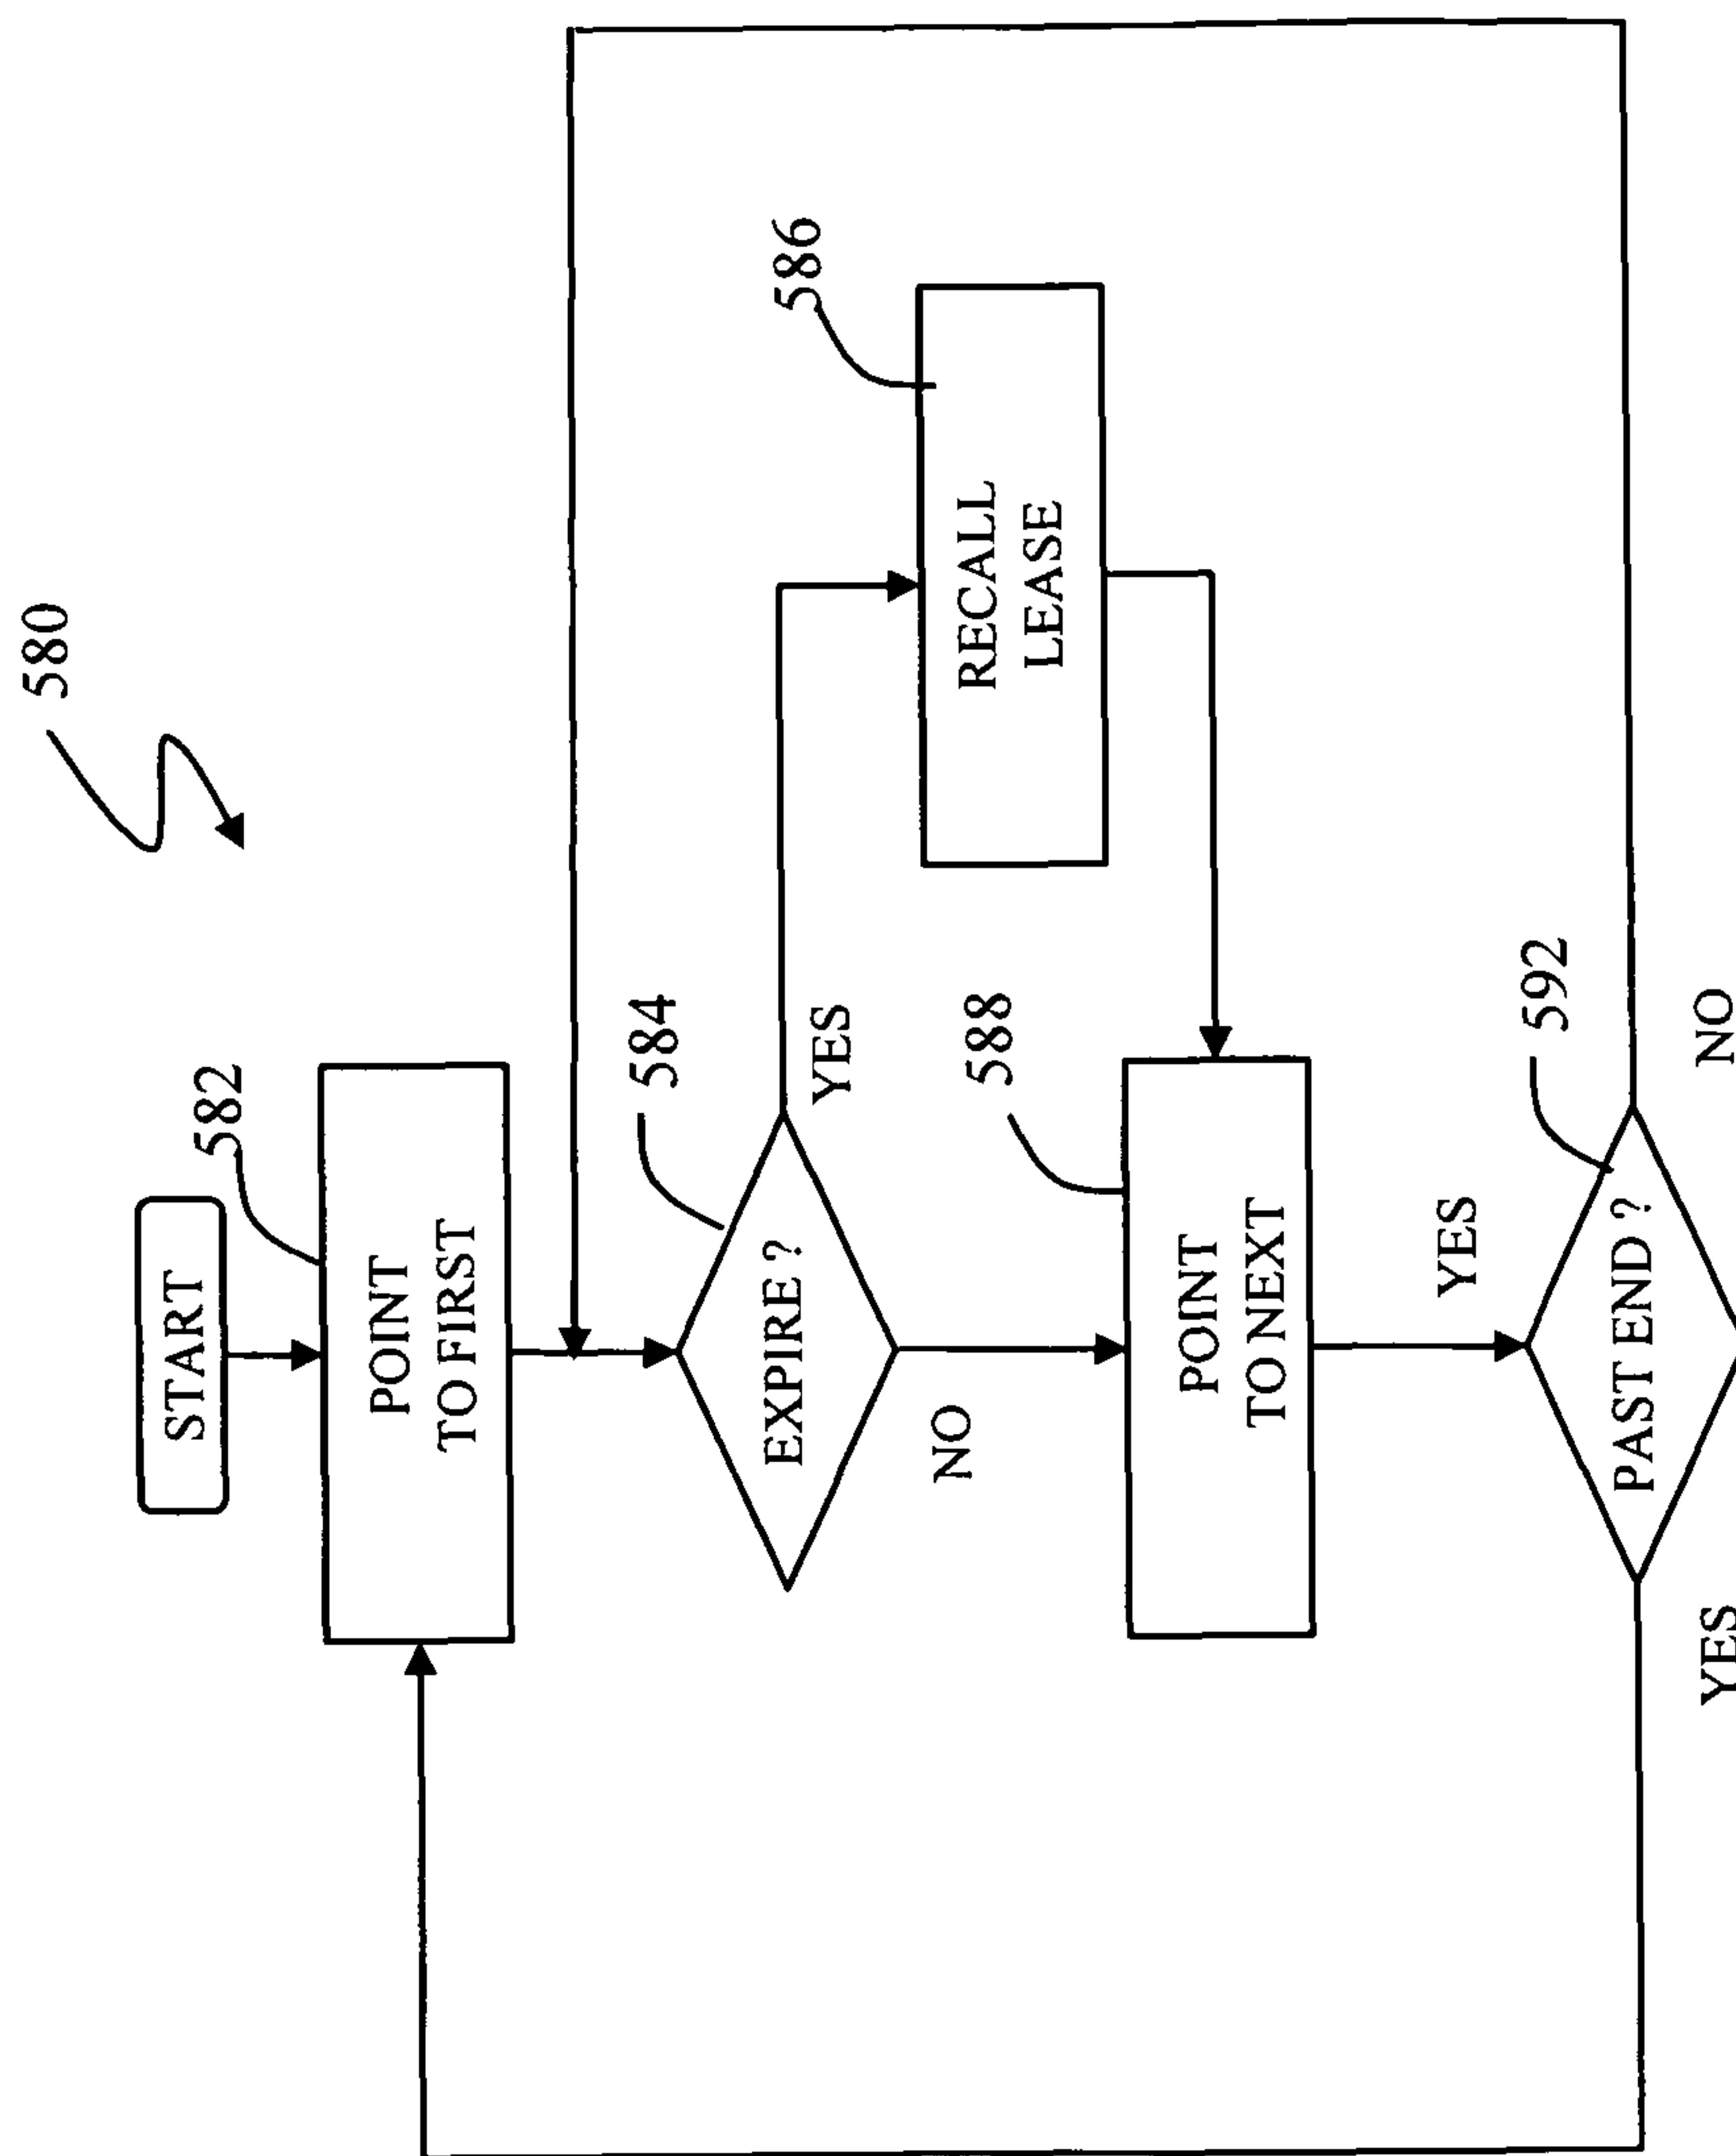 580
START
582
POINT
TO FIRST
584
EXPIRE ?
YES
586
RECALL
LEASE
NO
588
POINT
TO NEXT
YES
592
PAST END ?
NO
YES